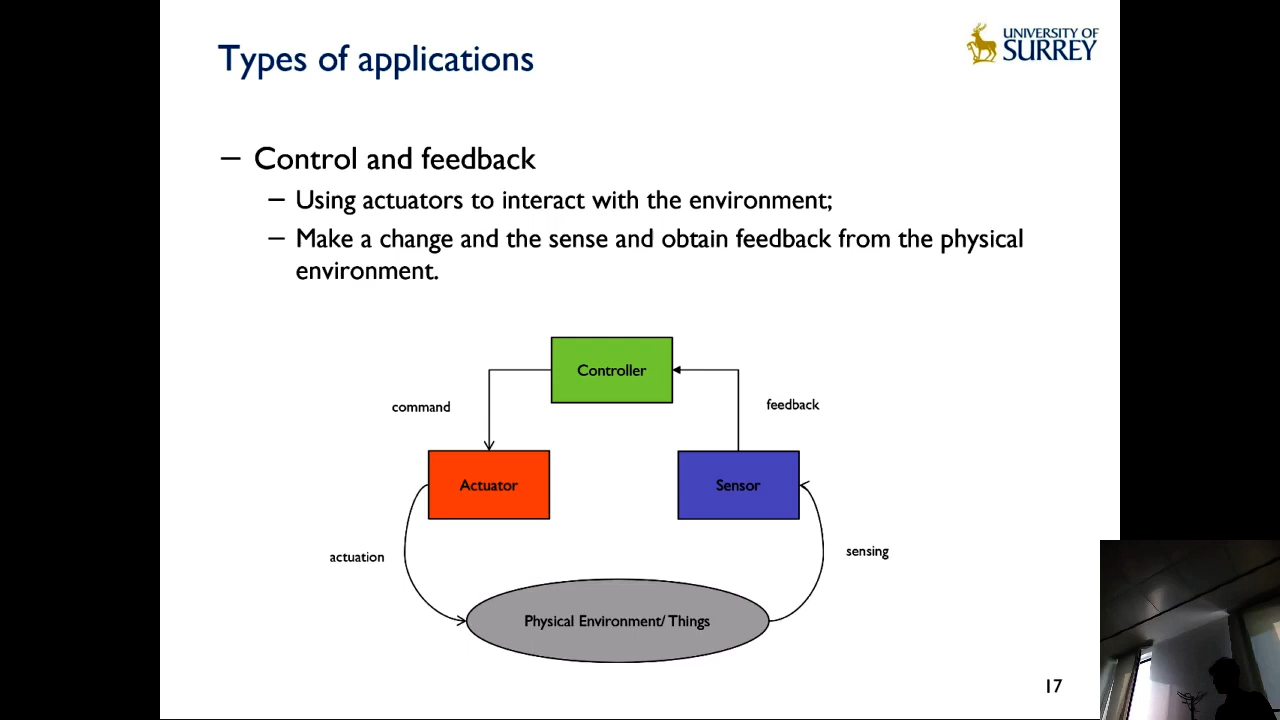 Types of applications
UNIVERSITY OF
SURREY
– Control and feedback
– Using actuators to interact with the environment;
– Make a change and the sense and obtain feedback from the physical
environment.
Controller
command
feedback
Actuator
Sensor
actuation
sensing
Physical Environment/ Things
17